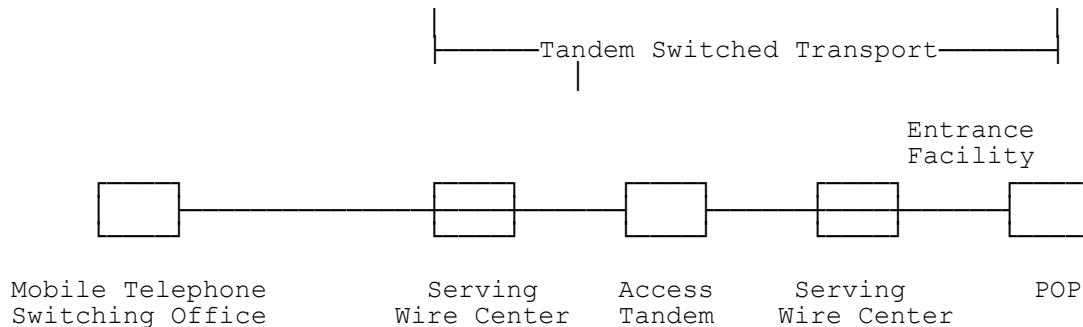 Tandem Switched Transport
Entrance
Facility
Mobile Telephone Serving Access Serving POP
Switching Office Wire Center Tandem Wire Center